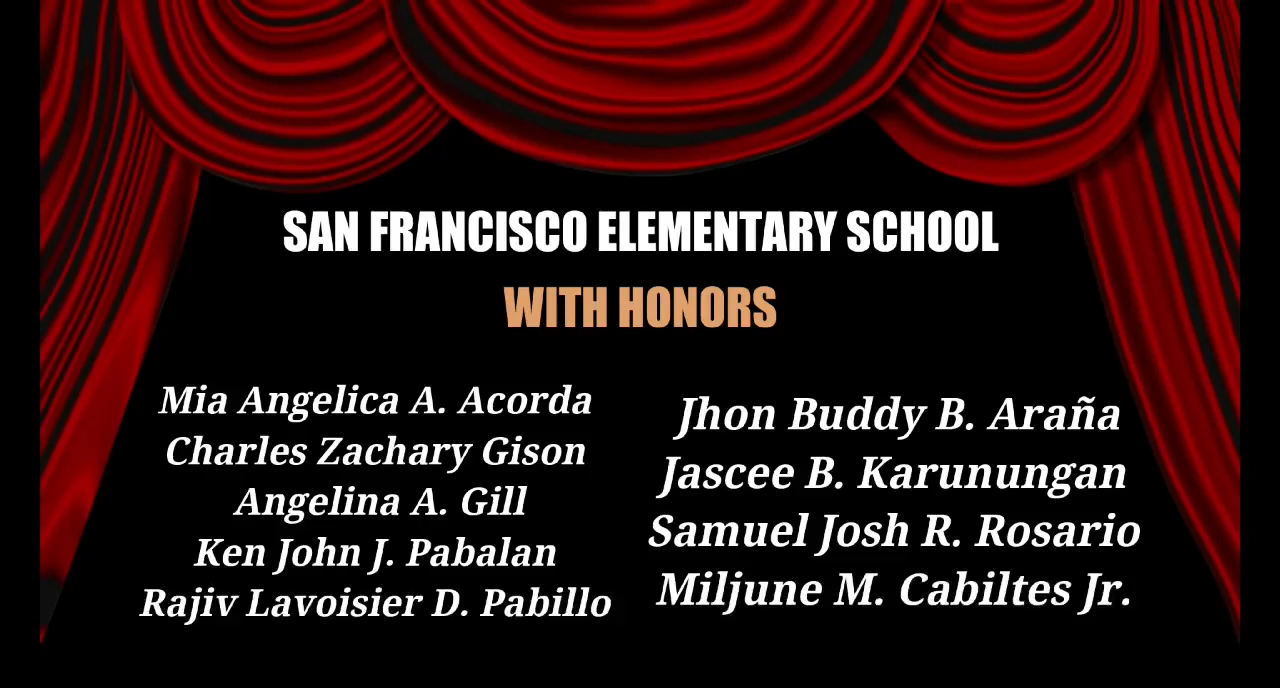 SAN FRANCISCO ELEMENTARY SCHOOL
WITH HONORS
Mia Angelica A. Acorda
Charles Zachary Gison
Angelina A. Gill
Ken John J. Pabalan
Rajiv Lavoisier D. Pabillo
Jhon Buddy B. Araña
Jascee B. Karunungan
Samuel Josh R. Rosario
Miljune M. Cabiltes Jr.